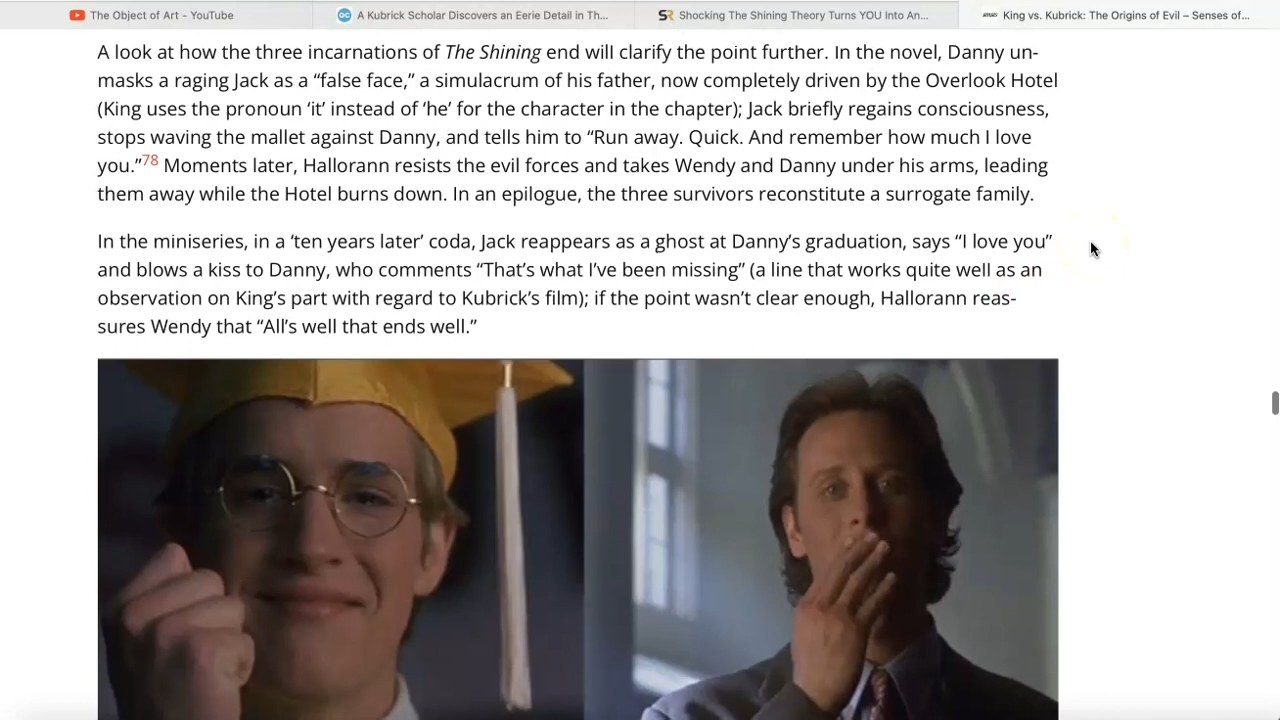 The Object of Art - YouTube
A Kubrick Scholar Discovers an Eerie Detail in Th...
Shocking The Shining Theory Turns YOU Into An...
King vs. Kubrick: The Origins of Evil – Senses of...
A look at how the three incarnations of The Shining end will clarify the point further. In the novel, Danny un-
masks a raging Jack as a “false face,” a simulacrum of his father, now completely driven by the Overlook Hotel
(King uses the pronoun ‘it’ instead of ‘he’ for the character in the chapter); Jack briefly regains consciousness,
stops waving the mallet against Danny, and tells him to “Run away. Quick. And remember how much I love
you.”78 Moments later, Hallorann resists the evil forces and takes Wendy and Danny under his arms, leading
them away while the Hotel burns down. In an epilogue, the three survivors reconstitute a surrogate family.
In the miniseries, in a ‘ten years later’ coda, Jack reappears as a ghost at Danny’s graduation, says “I love you”
and blows a kiss to Danny, who comments “That’s what I’ve been missing” (a line that works quite well as an
observation on King’s part with regard to Kubrick’s film); if the point wasn’t clear enough, Hallorann reas-
sures Wendy that “All’s well that ends well.”